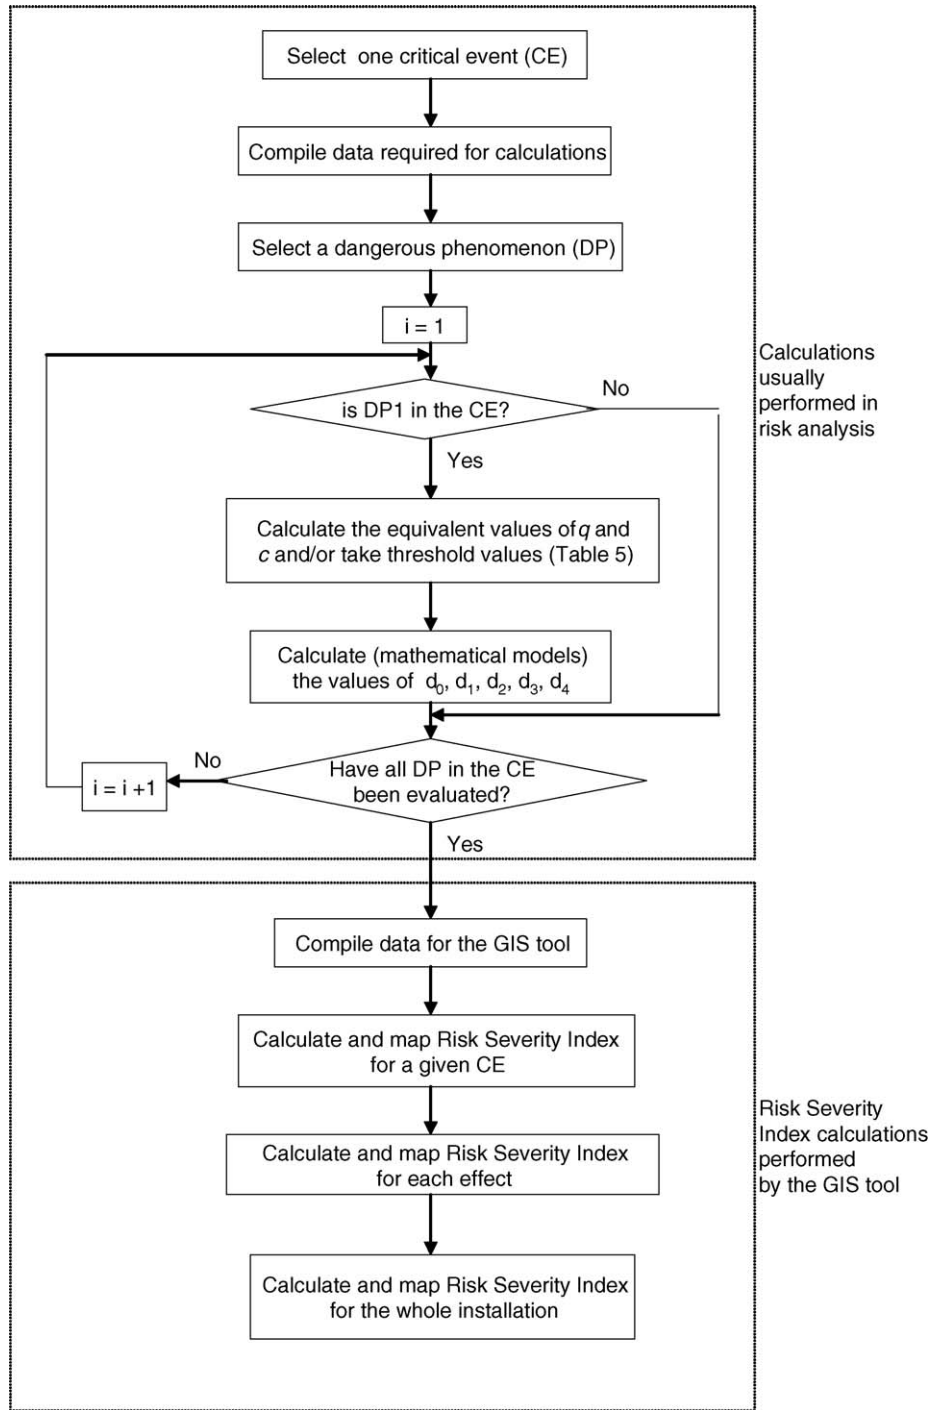 Select one critical event (CE)
Compile data required for calculations
Select a dangerous phenomenon (DP)
i = 1
Calculations
usually
performed in
risk analysis
is DP1 in the CE?
No
Yes
Calculate the equivalent values of q and
c and/or take threshold values (Table 5)
Calculate (mathematical models)
the values of d₀, d₁, d₂, d₃, d₄
No
i = i +1
Have all DP in the CE
been evaluated?
Yes
Compile data for the GIS tool
Calculate and map Risk Severity Index
for a given CE
Risk Severity
Index calculations
performed
by the GIS tool
Calculate and map Risk Severity Index
for each effect
Calculate and map Risk Severity Index
for the whole installation